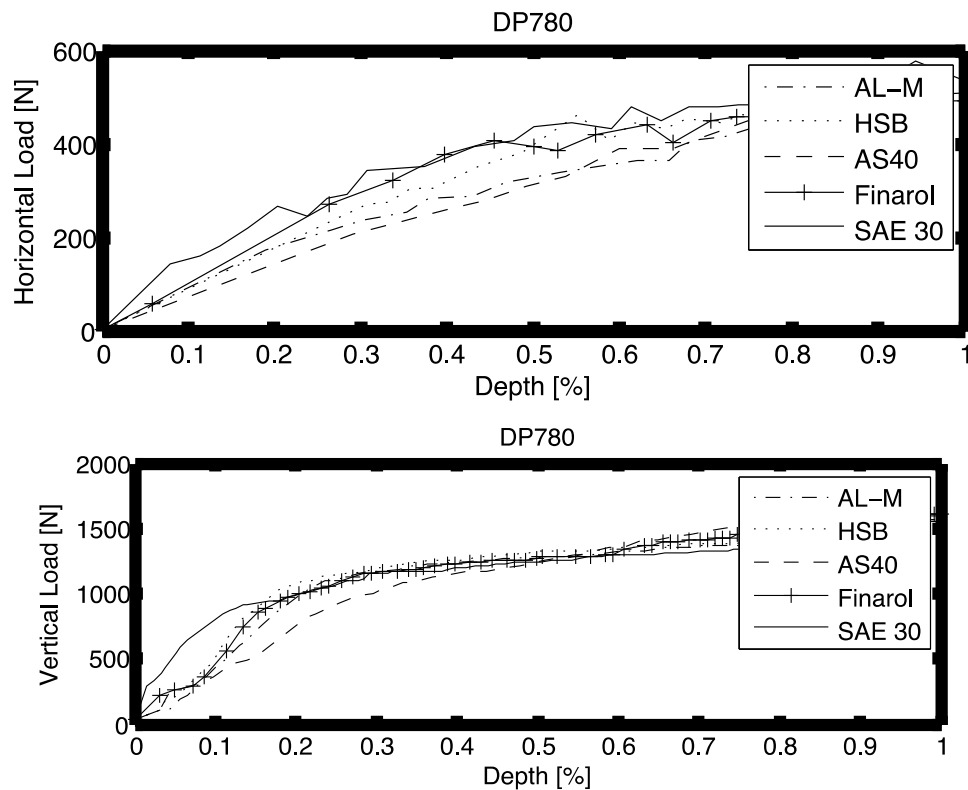 DP780
Horizontal Load [N]
600
400
200
0
AL–M
HSB
AS40
Finarol
SAE 30
0 0.1 0.2 0.3 0.4 0.5 0.6 0.7 0.8 0.9 1
Depth [%]
DP780
Vertical Load [N]
2000
1500
1000
500
0
AL–M
HSB
AS40
Finarol
SAE 30
0 0.1 0.2 0.3 0.4 0.5 0.6 0.7 0.8 0.9 1
Depth [%]